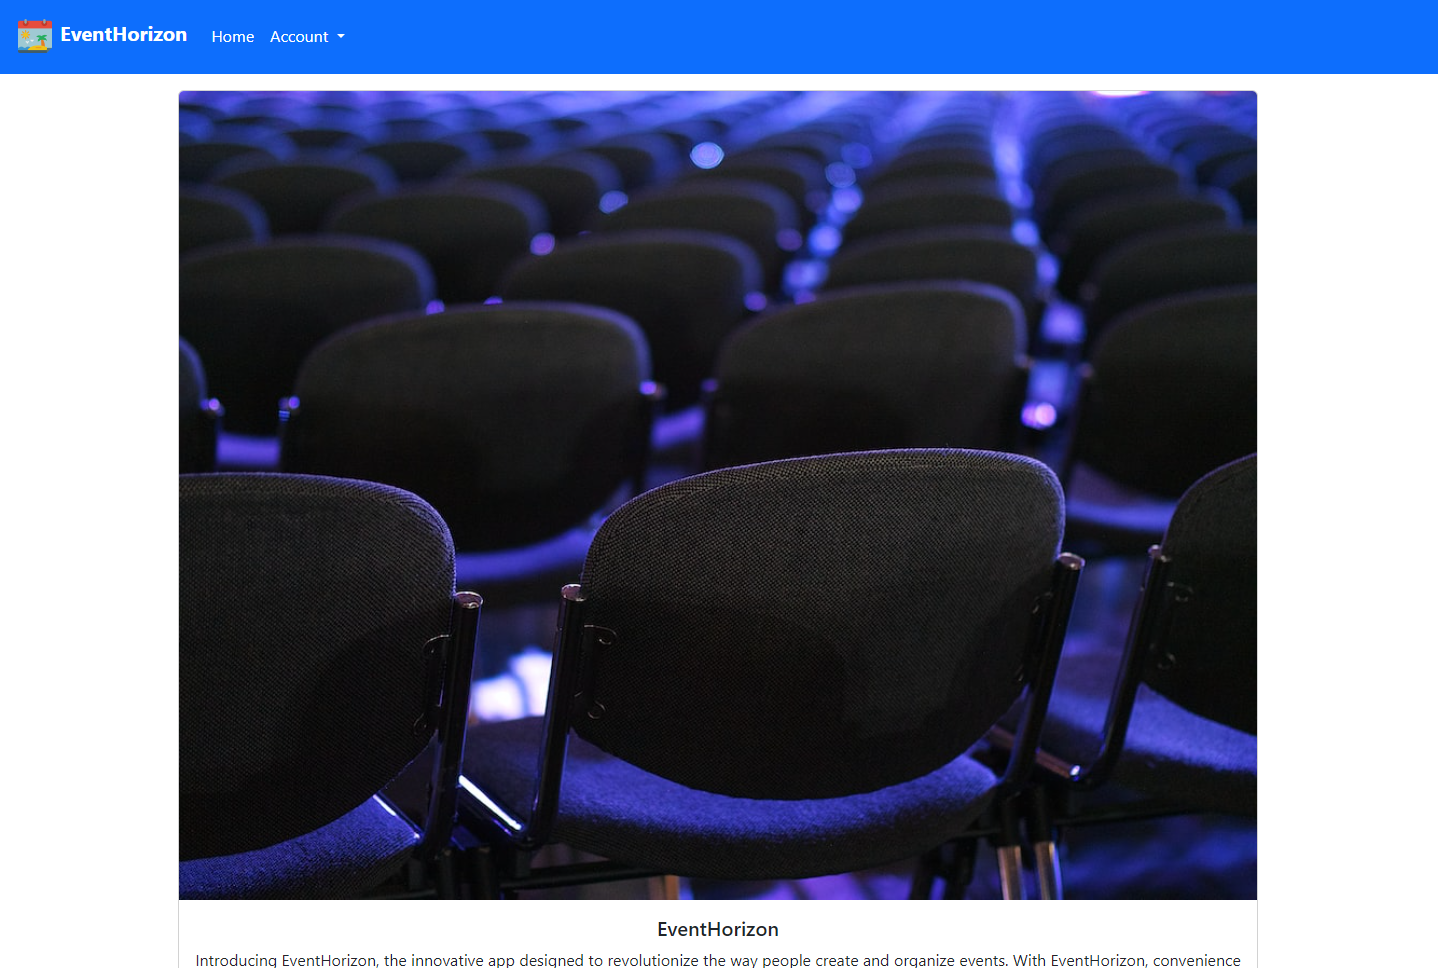 EventHorizon Home Account
EventHorizon
Introducing EventHorizon, the innovative app designed to revolutionize the way people create and organize events. With EventHorizon, convenience